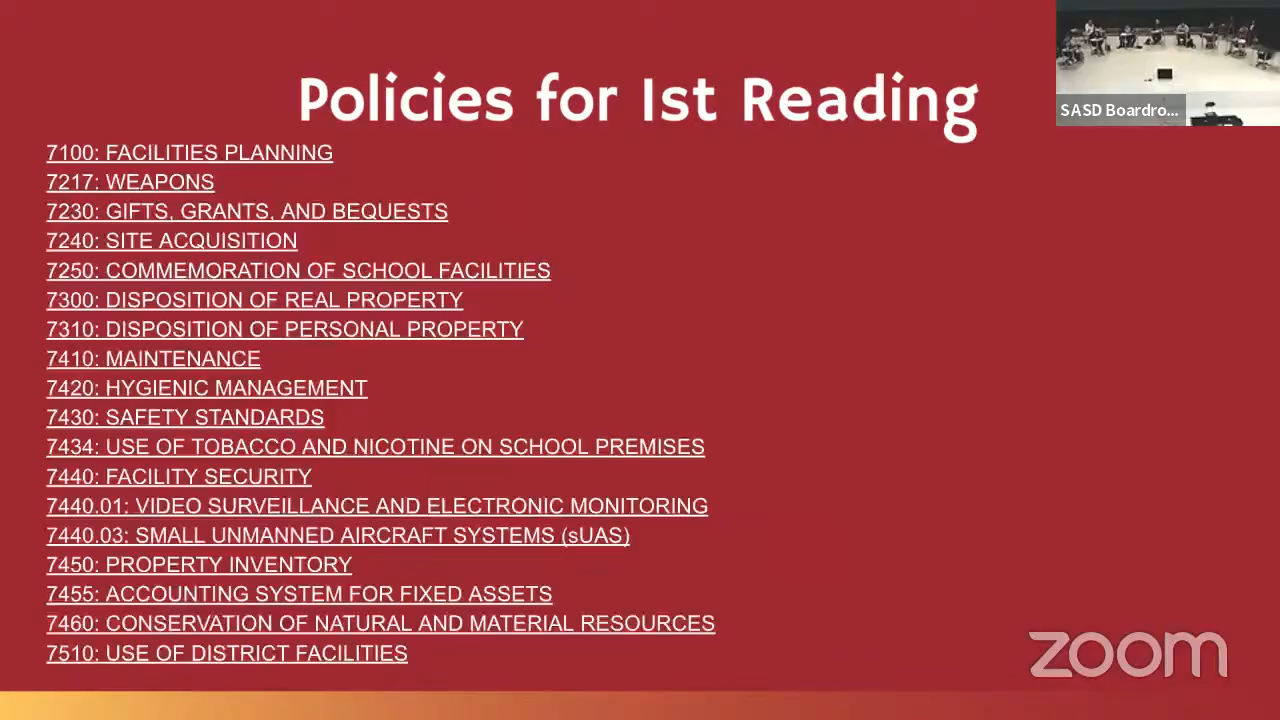 Policies for 1st Reading
SASD Boardro...
7100: FACILITIES PLANNING
7217: WEAPONS
7230: GIFTS, GRANTS, AND BEQUESTS
7240: SITE ACQUISITION
7250: COMMEMORATION OF SCHOOL FACILITIES
7300: DISPOSITION OF REAL PROPERTY
7310: DISPOSITION OF PERSONAL PROPERTY
7410: MAINTENANCE
7420: HYGIENIC MANAGEMENT
7430: SAFETY STANDARDS
7434: USE OF TOBACCO AND NICOTINE ON SCHOOL PREMISES
7440: FACILITY SECURITY
7440.01: VIDEO SURVEILLANCE AND ELECTRONIC MONITORING
7440.03: SMALL UNMANNED AIRCRAFT SYSTEMS (sUAS)
7450: PROPERTY INVENTORY
7455: ACCOUNTING SYSTEM FOR FIXED ASSETS
7460: CONSERVATION OF NATURAL AND MATERIAL RESOURCES
7510: USE OF DISTRICT FACILITIES
zoom